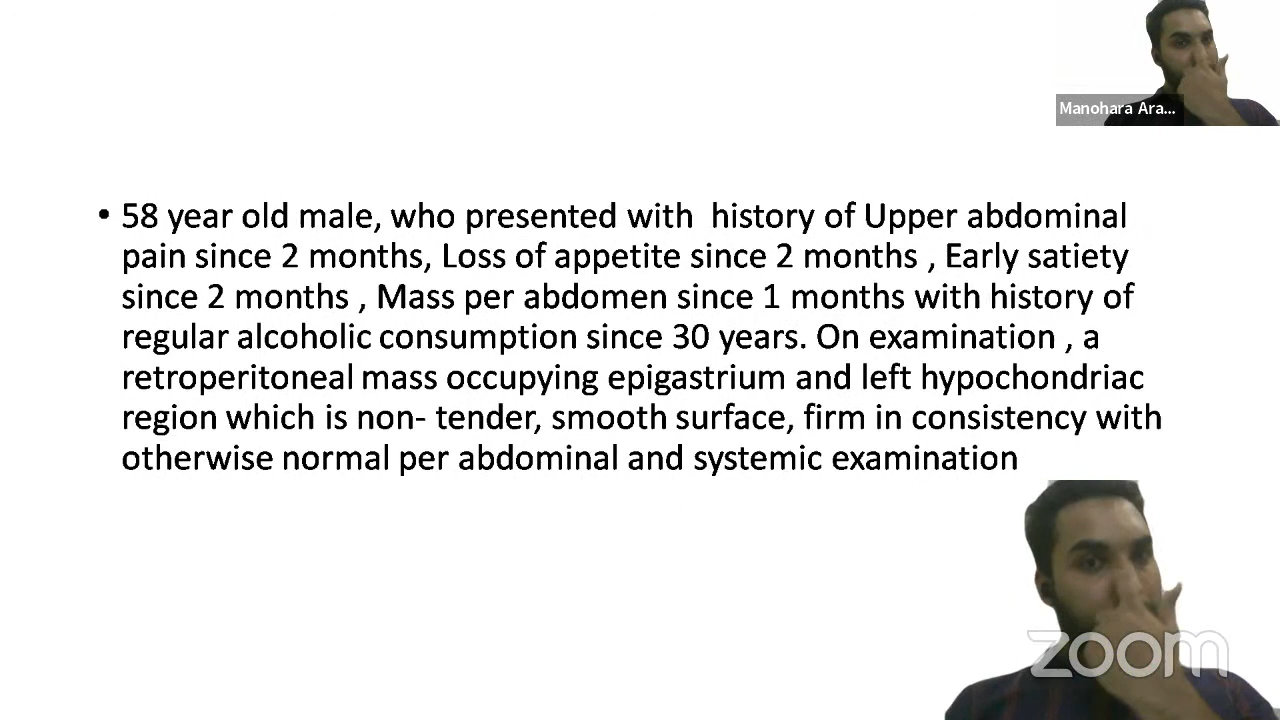 Manohara Ara...
• 58 year old male, who presented with  history of Upper abdominal
pain since 2 months, Loss of appetite since 2 months , Early satiety
since 2 months , Mass per abdomen since 1 months with history of
regular alcoholic consumption since 30 years. On examination , a
retroperitoneal mass occupying epigastrium and left hypochondriac
region which is non- tender, smooth surface, firm in consistency with
otherwise normal per abdominal and systemic examination
zoom